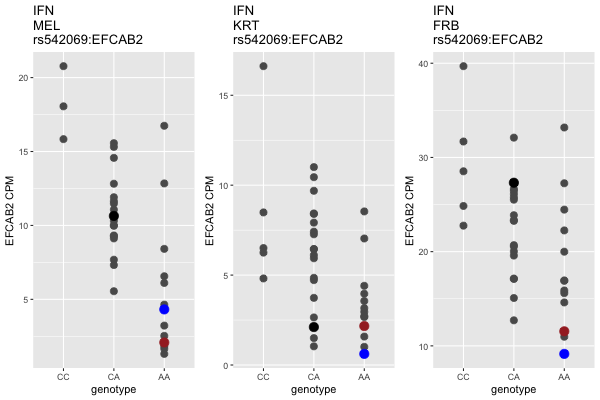 IFN
MEL
rs542069:EFCAB2
EFCAB2 CPM
20
15
10
5
CC
CA
AA
genotype
IFN
KRT
rs542069:EFCAB2
EFCAB2 CPM
15
10
5
0
CC
CA
AA
genotype
IFN
FRB
rs542069:EFCAB2
EFCAB2 CPM
40
30
20
10
CC
CA
AA
genotype